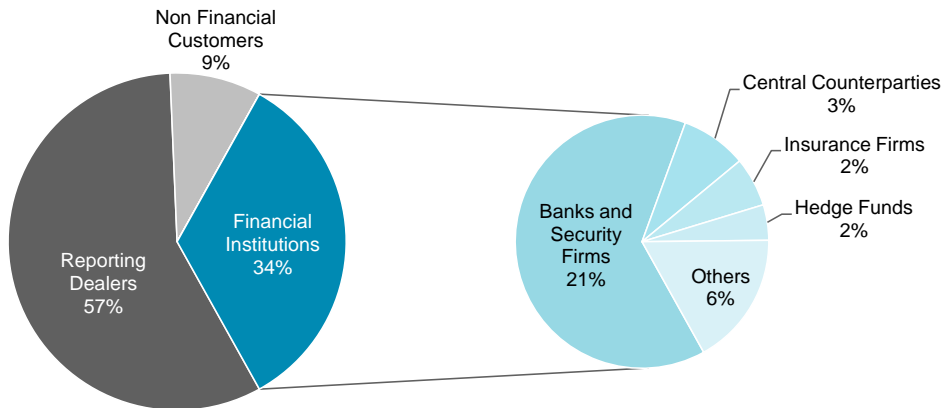 Non Financial
Customers
9%
Financial
Institutions
34%
Reporting
Dealers
57%
Central Counterparties
3%
Insurance Firms
2%
Hedge Funds
2%
Banks and
Security
Firms
21%
Others
6%